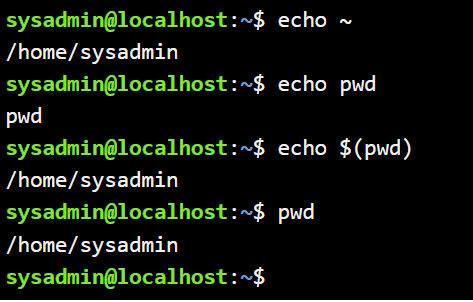 sysadmin@localhost:~$ echo ~
/home/sysadmin
sysadmin@localhost:~$ echo pwd
pwd
sysadmin@localhost:~$ echo $(pwd)
/home/sysadmin
sysadmin@localhost:~$ pwd
/home/sysadmin
sysadmin@localhost:~$